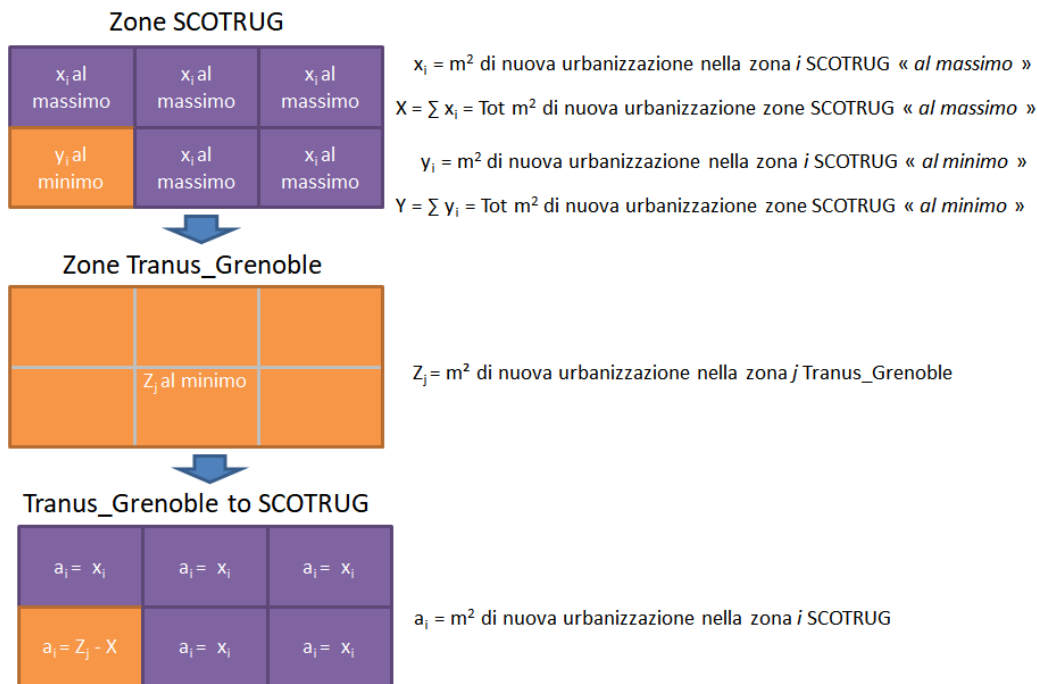 Zone SCOTRUG
xᵢ al massimo
xᵢ al massimo
xᵢ al massimo
yᵢ al minimo
xᵢ al massimo
xᵢ al massimo
xᵢ = m² di nuova urbanizzazione nella zona i SCOTRUG « al massimo »
X = ∑ xᵢ = Tot m² di nuova urbanizzazione zone SCOTRUG « al massimo »
yᵢ = m² di nuova urbanizzazione nella zona i SCOTRUG « al minimo »
Y = ∑ yᵢ = Tot m² di nuova urbanizzazione zone SCOTRUG « al minimo »
Zone Tranus_Grenoble
Zⱼ al minimo
Zⱼ = m² di nuova urbanizzazione nella zona j Tranus_Grenoble
Tranus_Grenoble to SCOTRUG
aᵢ = xᵢ
aᵢ = xᵢ
aᵢ = xᵢ
aᵢ = Zⱼ - X
aᵢ = xᵢ
aᵢ = xᵢ
aᵢ = m² di nuova urbanizzazione nella zona i SCOTRUG